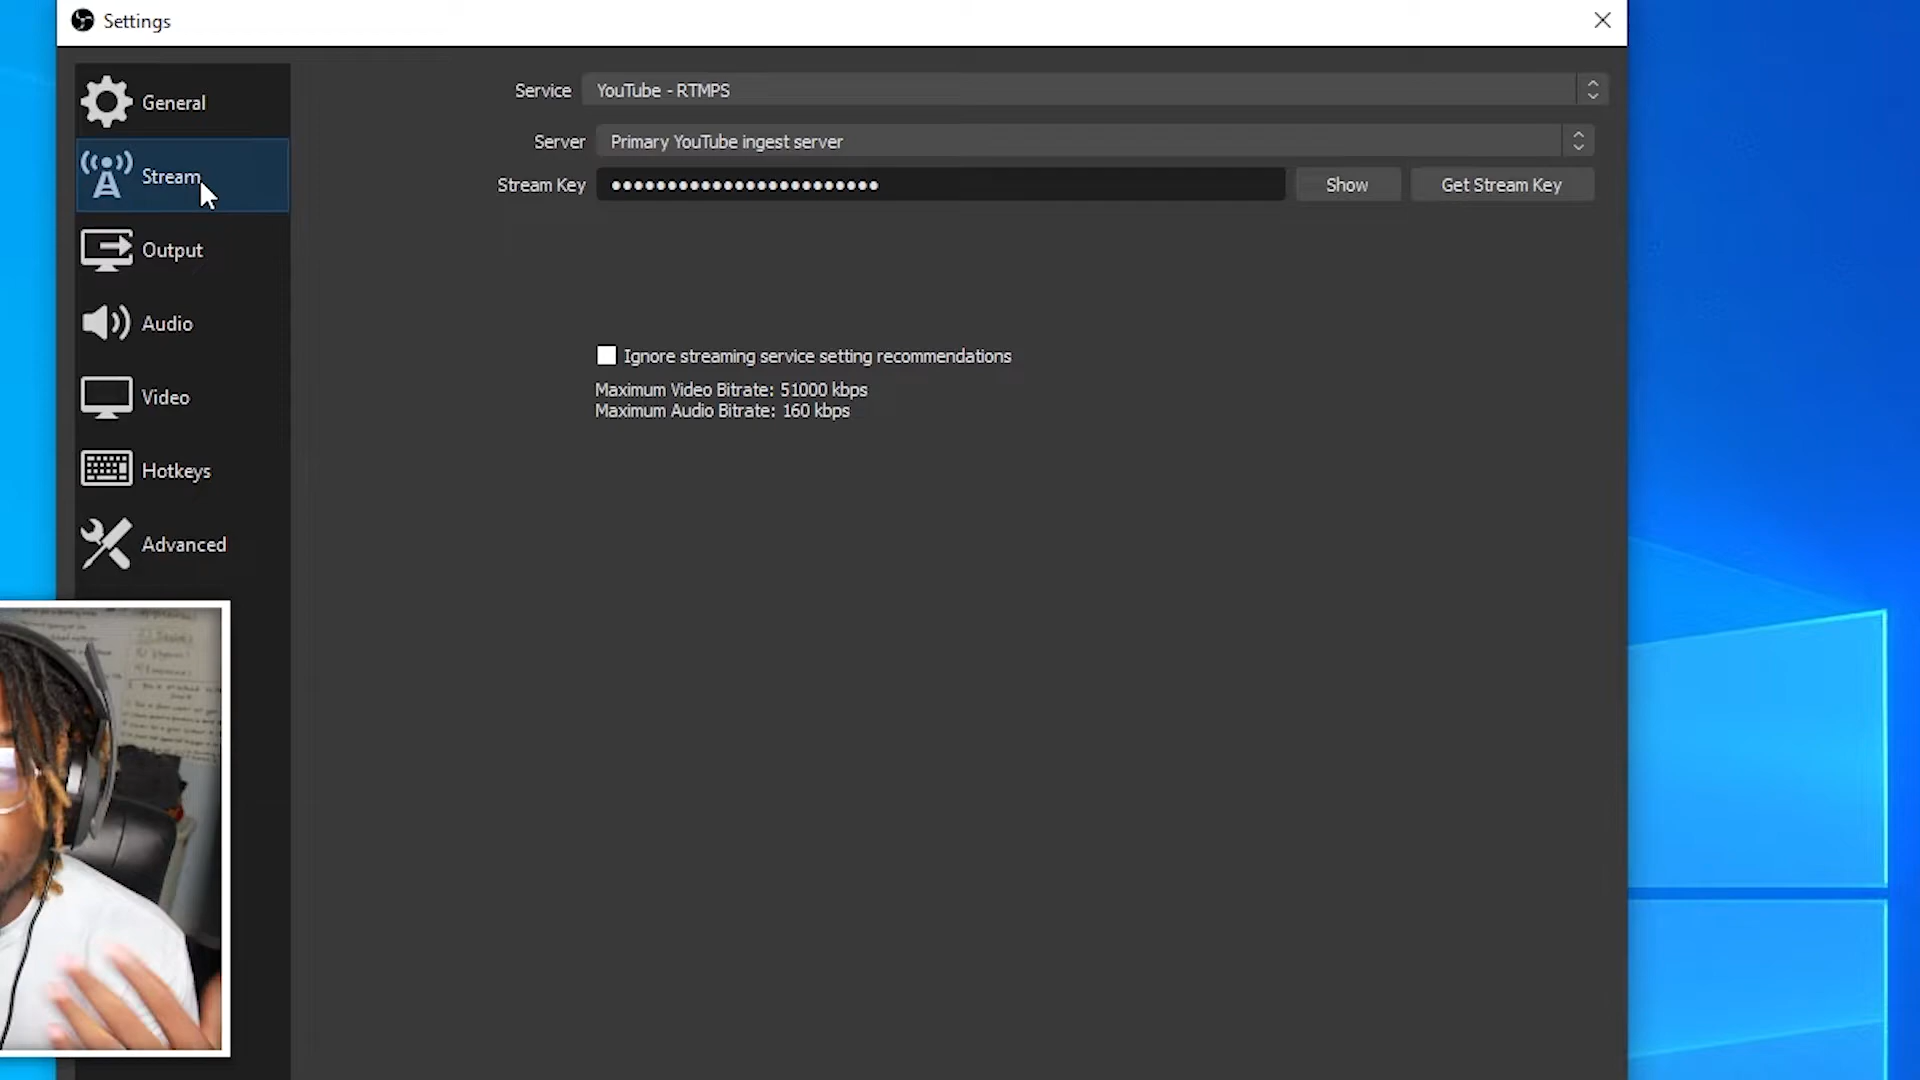 Settings
General
Stream
Output
Audio
Video
Hotkeys
Advanced
Service YouTube - RTMPS
Server Primary YouTube ingest server
Stream Key ●●●●●●●●●●●●●●●●●●●●●●●● Show Get Stream Key
Ignore streaming service setting recommendations
Maximum Video Bitrate: 51000 kbps
Maximum Audio Bitrate: 160 kbps